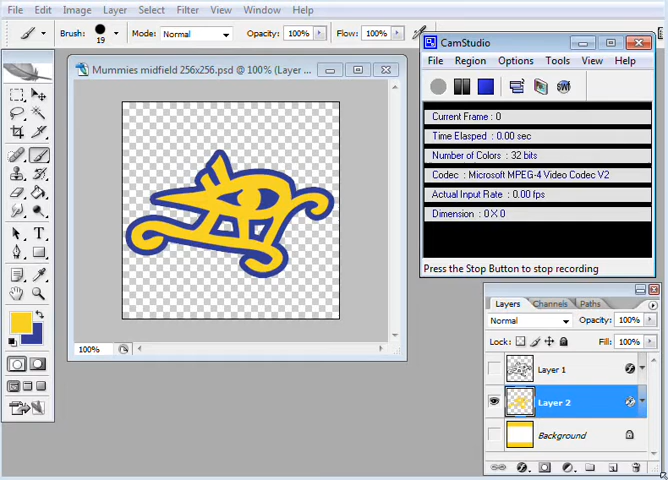 File Edit Image Layer Select Filter View Window Help
Brush: 19 Mode: Normal Opacity: 100% Flow: 100%
Mummies midfield 256x256.psd @ 100% (Layer ...
100%
CamStudio
File Region Options Tools View Help
SWF
Current Frame : 0
Time Elasped : 0.00 sec
Number of Colors : 32 bits
Codec : Microsoft MPEG-4 Video Codec V2
Actual Input Rate : 0.00 fps
Dimension : 0 X 0
Press the Stop Button to stop recording
Layers Channels Paths
Normal Opacity: 100%
Lock: Fill: 100%
Layer 1
Layer 2
Background